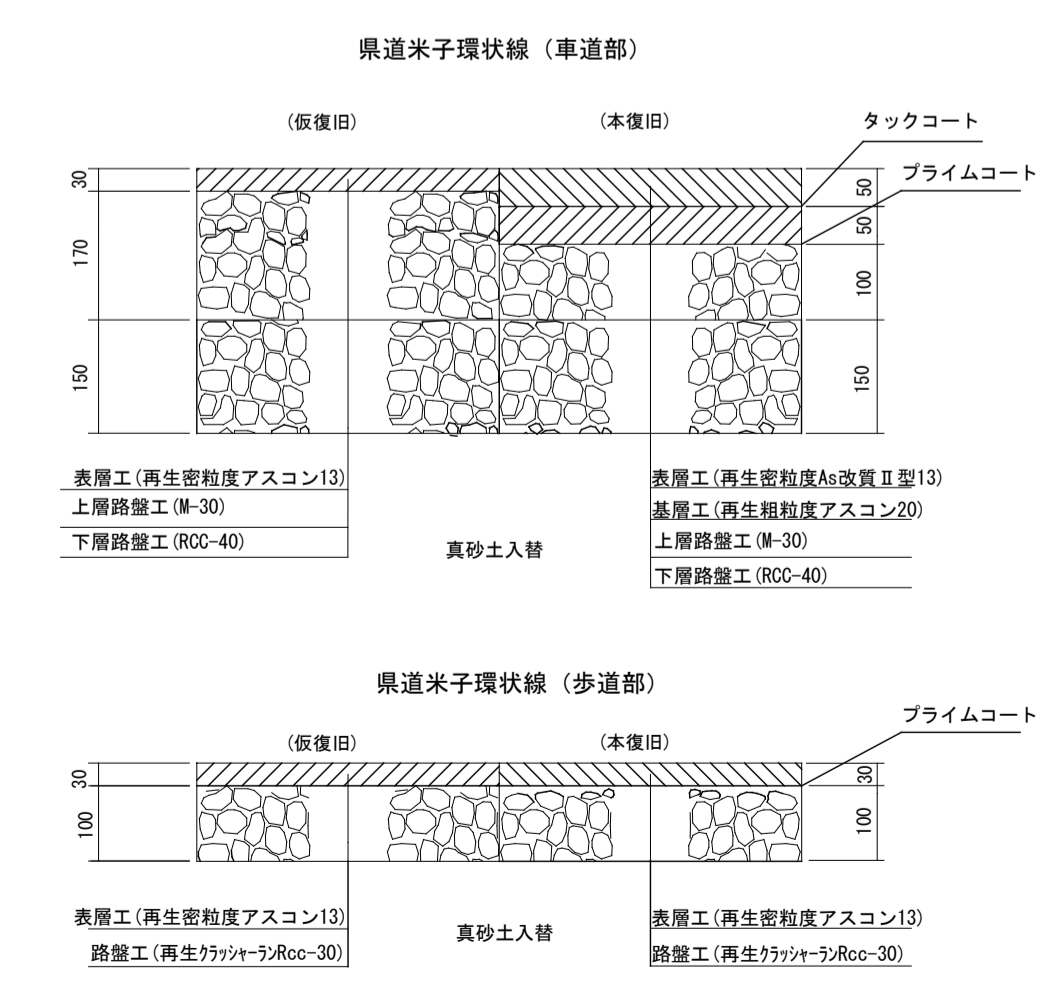 県道米子環状線（車道部）
（仮復旧）
（本復旧）
タックコート
プライムコート
30
170
150
50
50
100
150
表層工(再生密粒度アスコン13)
上層路盤工(M-30)
下層路盤工(RCC-40)
真砂土入替
表層工(再生密粒度As改質Ⅱ型13)
基層工(再生粗粒度アスコン20)
上層路盤工(M-30)
下層路盤工(RCC-40)
県道米子環状線（歩道部）
プライムコート
（仮復旧）
（本復旧）
30
100
30
100
表層工(再生密粒度アスコン13)
路盤工(再生ｸﾗｯｼｬｰﾗﾝRcc-30)
真砂土入替
表層工(再生密粒度アスコン13)
路盤工(再生ｸﾗｯｼｬｰﾗﾝRcc-30)